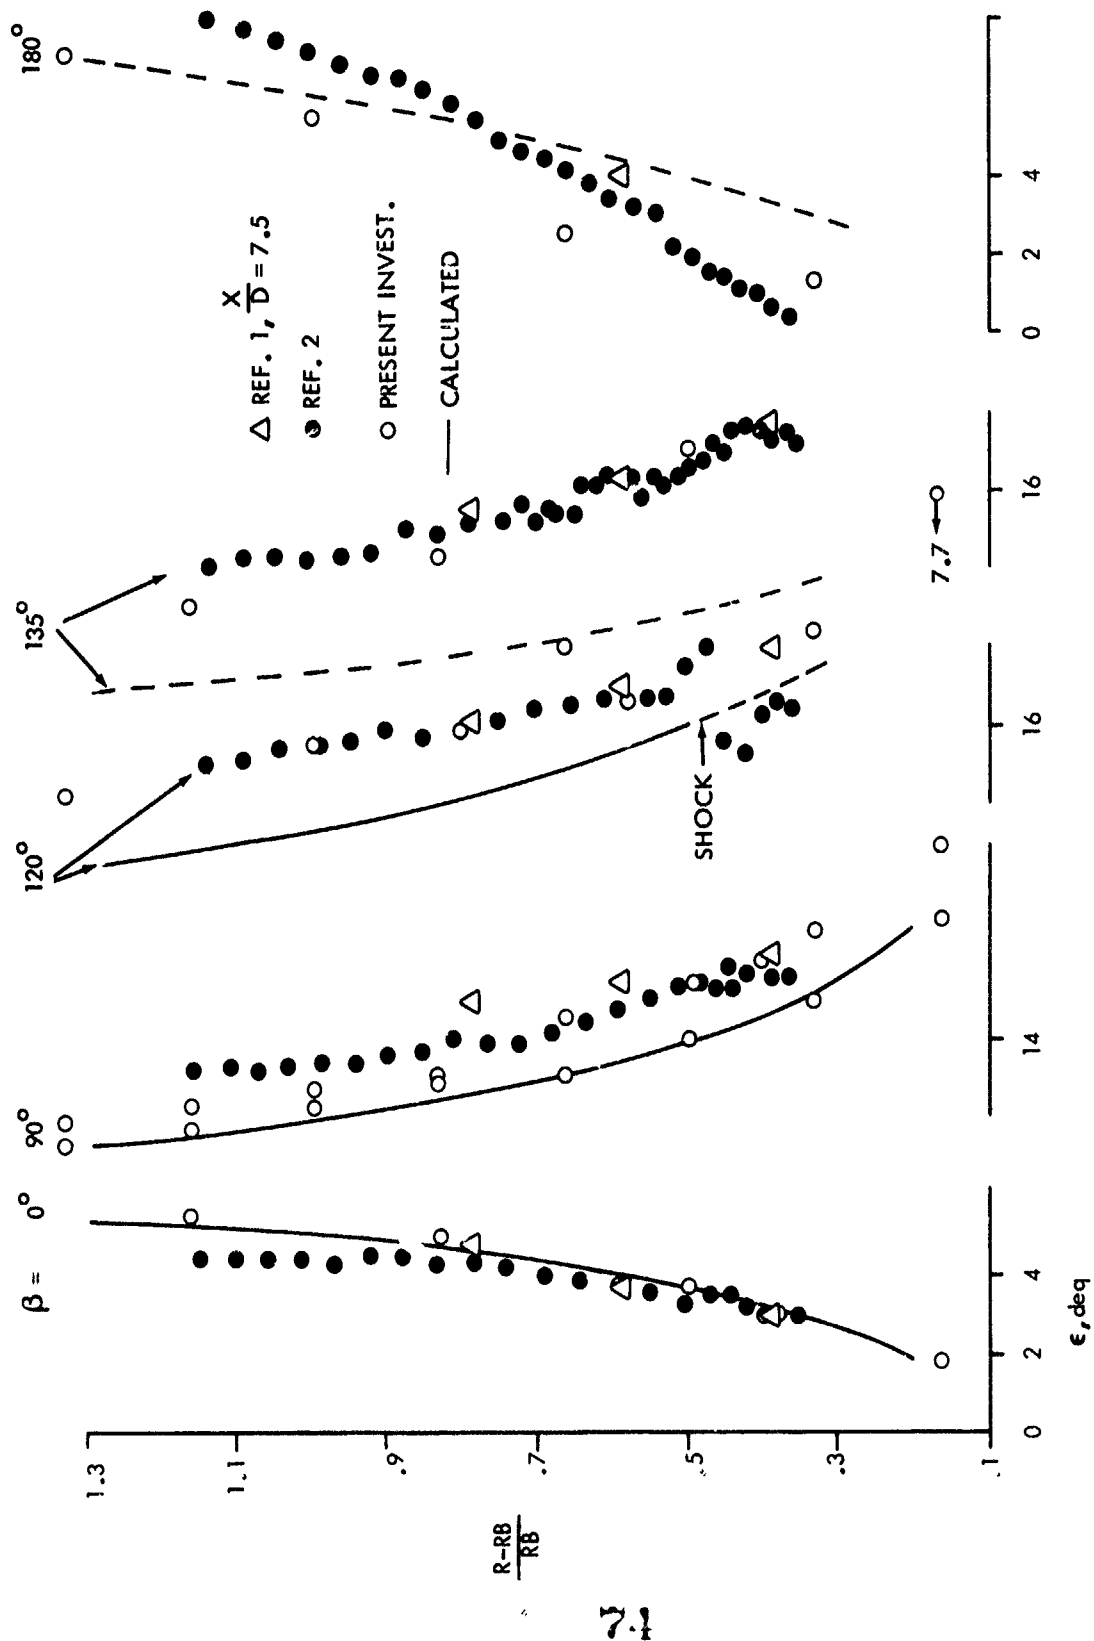 β = 0° 90° 120° 135° 180°
△ REF. 1, X/D = 7.5
● REF. 2
○ PRESENT INVEST.
— CALCULATED
SHOCK
7.7
R-RB
RB
1.3
1.1
.9
.7
.5
.3
.1
0 2 4 14 16 16 0 2 4
ϵ, deq
74